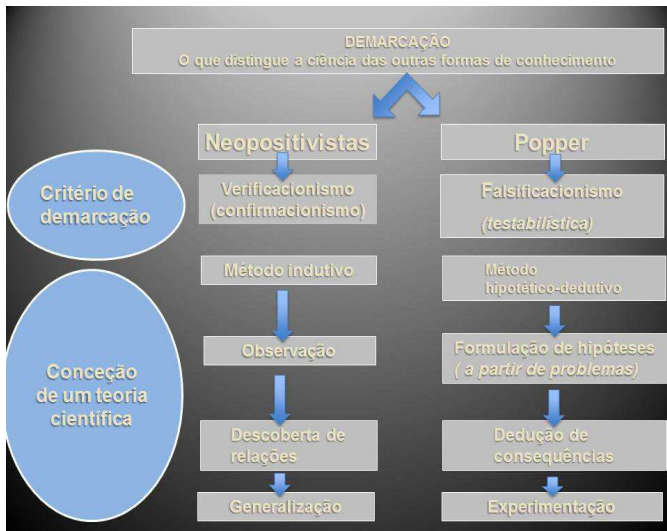 DEMARCAÇÃO
O que distingue a ciência das outras formas de conhecimento
Neopositivistas
Popper
Critério de
demarcação
Verificacionismo
(confirmacionismo)
Falsificacionismo
(testabilística)
Método indutivo
Método
hipotético-dedutivo
Conceção
de um teoria
científica
Observação
Formulação de hipóteses
( a partir de problemas)
Descoberta de
relações
Dedução de
consequências
Generalização
Experimentação